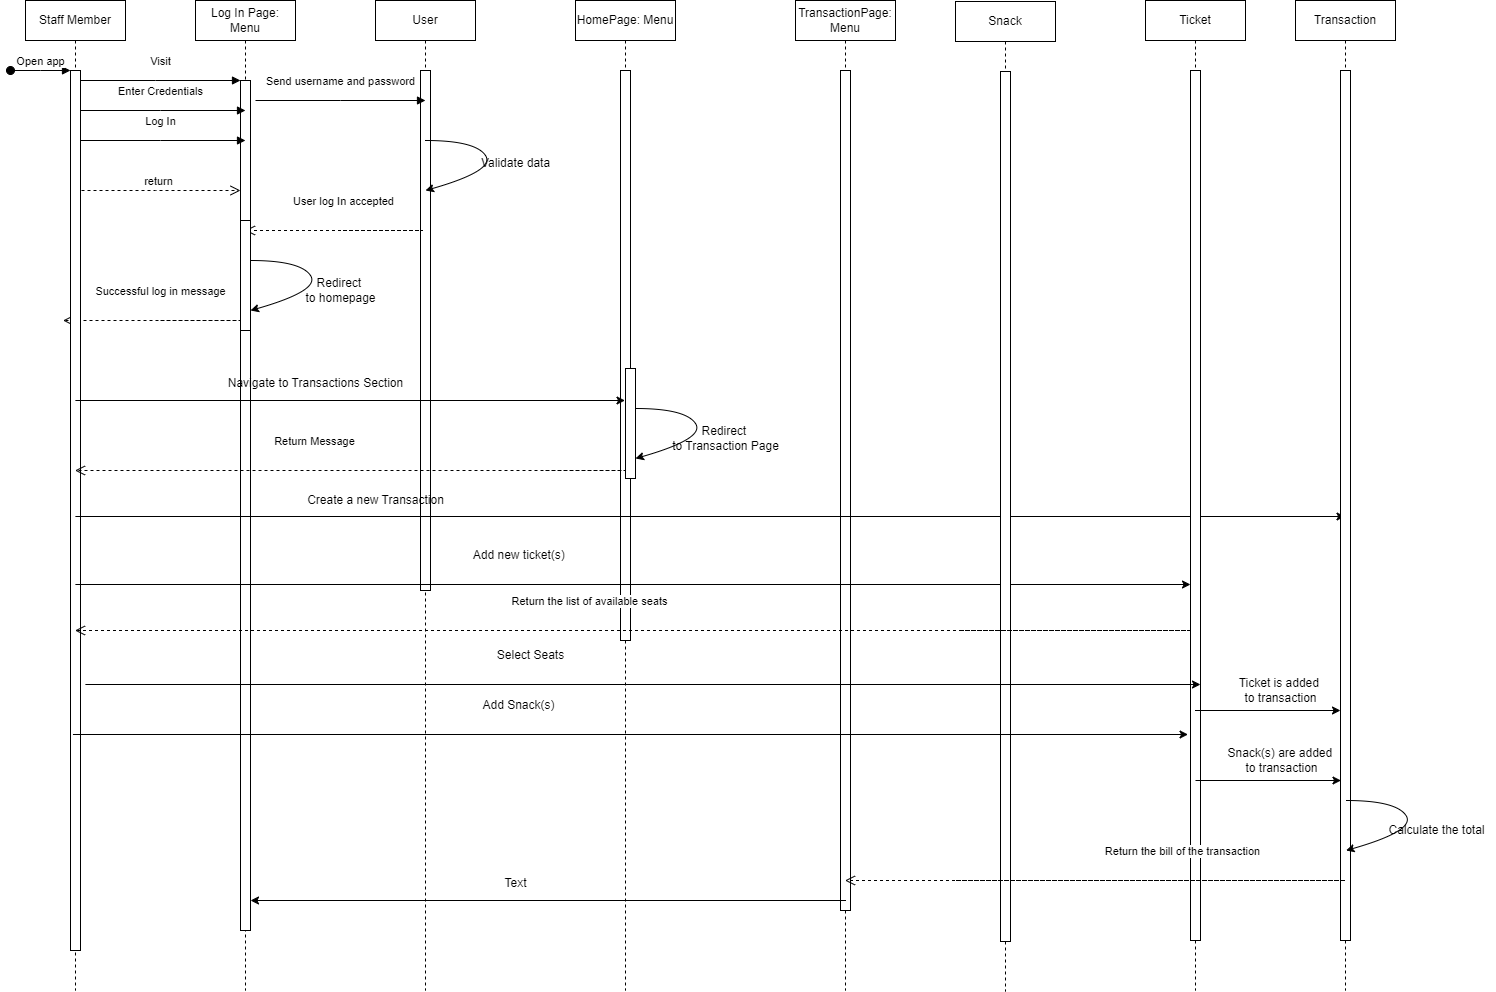 Staff Member
Log In Page:
Menu
User
HomePage: Menu
TransactionPage:
Menu
Snack
Ticket
Transaction
Open app
Visit
Enter Credentials
Send username and password
Log In
Validate data
return
User log In accepted
Redirect
to homepage
Successful log in message
Navigate to Transactions Section
Redirect
to Transaction Page
Return Message
Create a new Transaction
Add new ticket(s)
Return the list of available seats
Select Seats
Ticket is added
to transaction
Add Snack(s)
Snack(s) are added
to transaction
Calculate the total
Return the bill of the transaction
Text